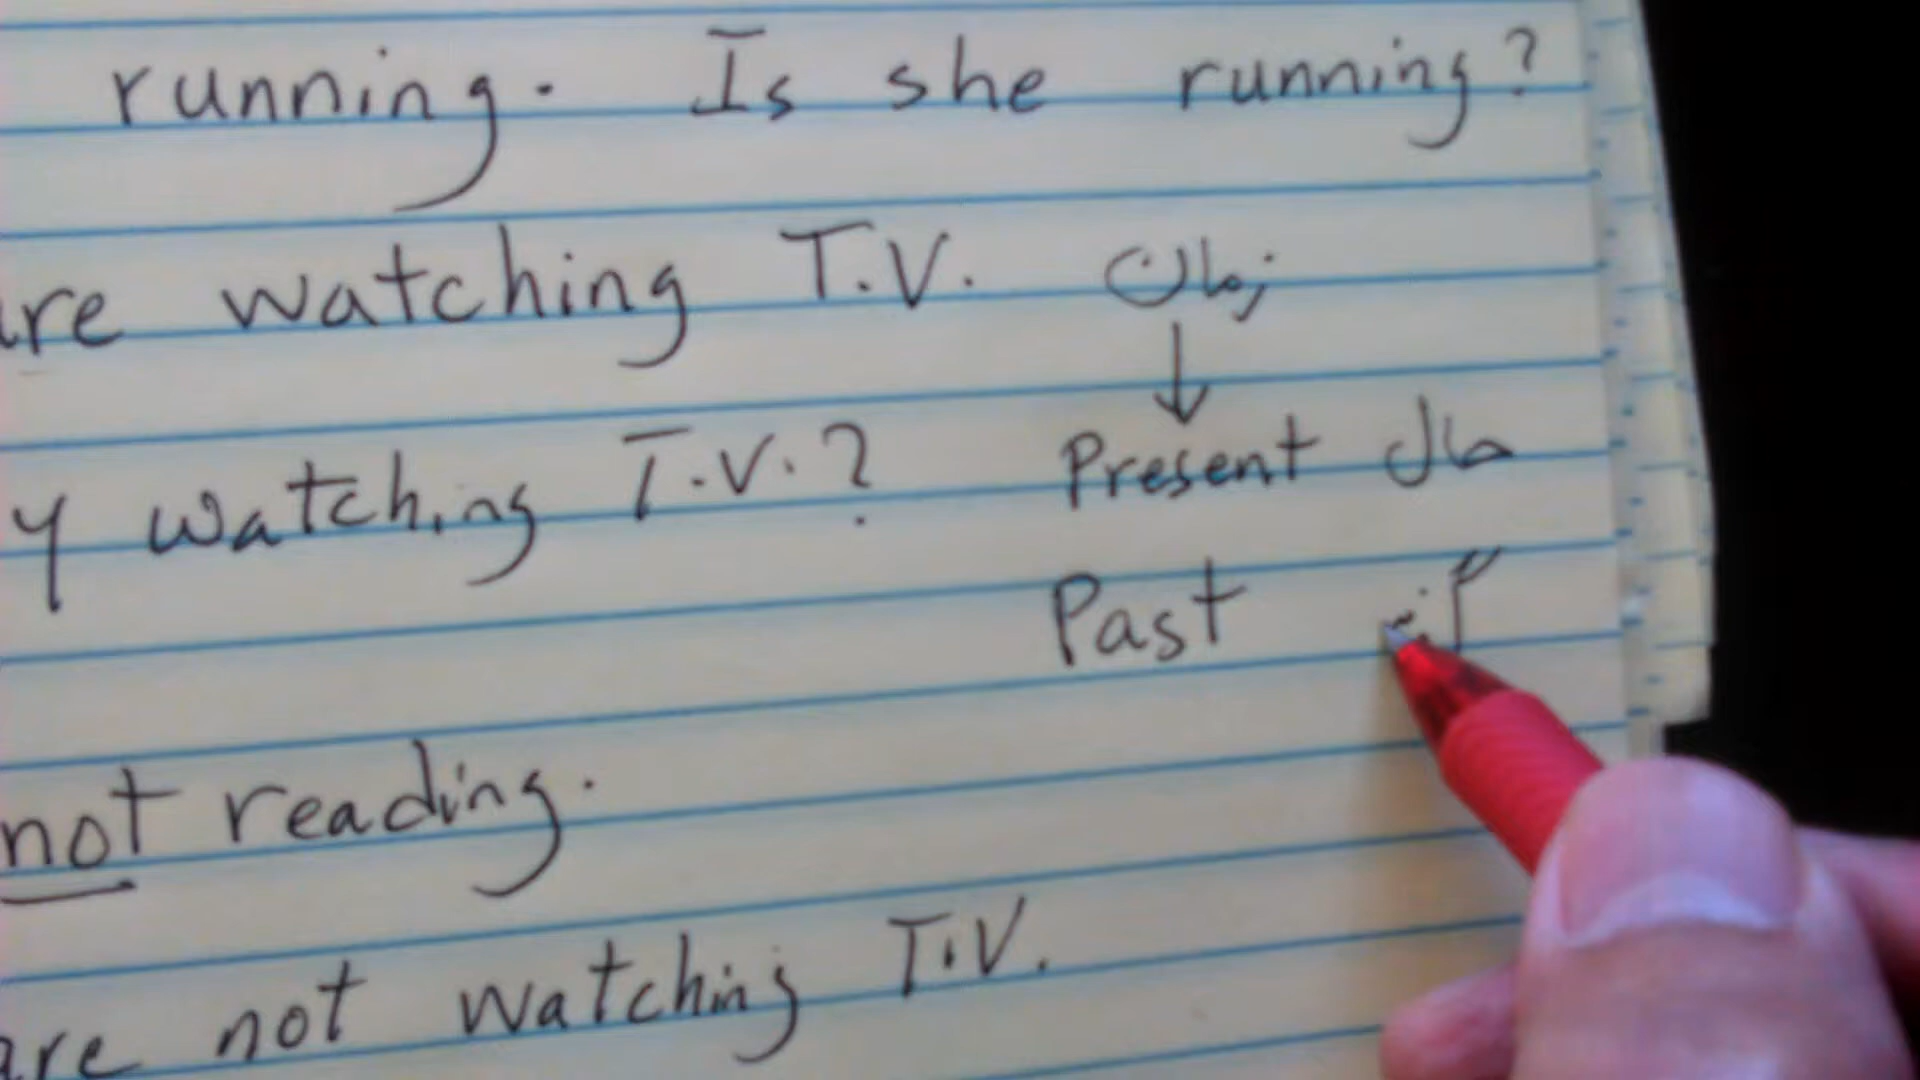 running. Is she running?
are watching T.V. زمان
y watching T.V.? Present حال
Past
not reading.
are not watching T.V.